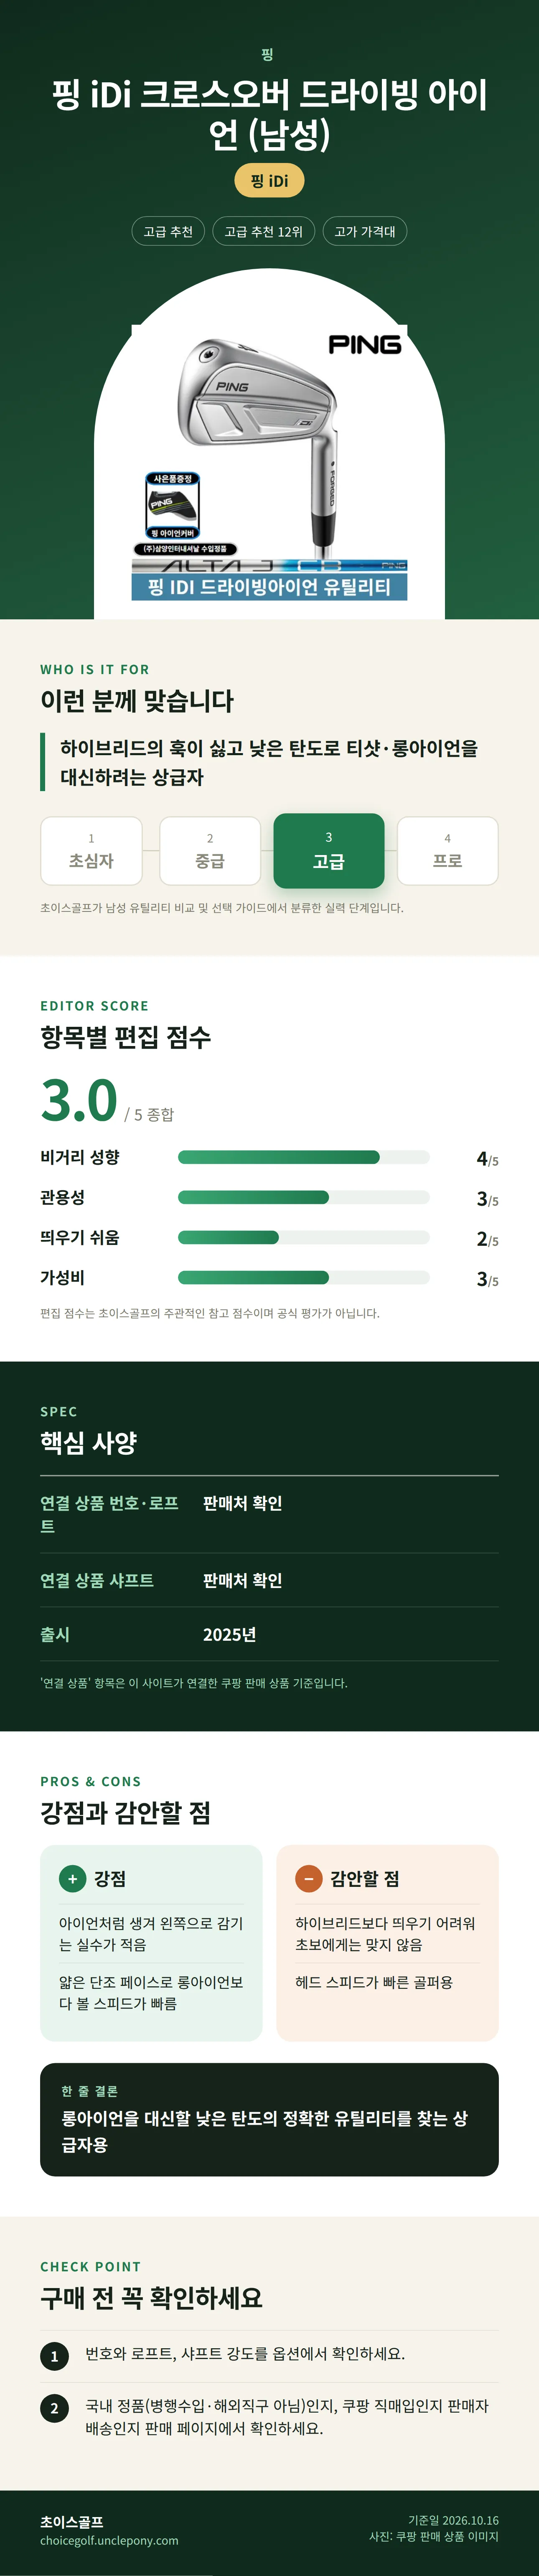 핑
핑 iDi 크로스오버 드라이빙 아이
언 (남성)
핑 iDi
고급 추천
고급 추천 12위
고가 가격대
PING
PING
iDi
FORGED
사은품증정
PING
핑 아이언커버
(주)삼양인터내셔날 수입정품
ALTA J CB
PING
핑 IDI 드라이빙아이언 유틸리티
WHO IS IT FOR
이런 분께 맞습니다
하이브리드의 훅이 싫고 낮은 탄도로 티샷·롱아이언을
대신하려는 상급자
1
초심자
2
중급
3
고급
4
프로
초이스골프가 남성 유틸리티 비교 및 선택 가이드에서 분류한 실력 단계입니다.
EDITOR SCORE
항목별 편집 점수
3.0 / 5 종합
비거리 성향 4/5
관용성 3/5
띄우기 쉬움 2/5
가성비 3/5
편집 점수는 초이스골프의 주관적인 참고 점수이며 공식 평가가 아닙니다.
SPEC
핵심 사양
연결 상품 번호·로프 판매처 확인
트
연결 상품 샤프트 판매처 확인
출시 2025년
'연결 상품' 항목은 이 사이트가 연결한 쿠팡 판매 상품 기준입니다.
PROS & CONS
강점과 감안할 점
+ 강점
아이언처럼 생겨 왼쪽으로 감기
는 실수가 적음
얇은 단조 페이스로 롱아이언보
다 볼 스피드가 빠름
− 감안할 점
하이브리드보다 띄우기 어려워
초보에게는 맞지 않음
헤드 스피드가 빠른 골퍼용
한 줄 결론
롱아이언을 대신할 낮은 탄도의 정확한 유틸리티를 찾는 상
급자용
CHECK POINT
구매 전 꼭 확인하세요
1 번호와 로프트, 샤프트 강도를 옵션에서 확인하세요.
2 국내 정품(병행수입·해외직구 아님)인지, 쿠팡 직매입인지 판매자
배송인지 판매 페이지에서 확인하세요.
초이스골프
choicegolf.unclepony.com
기준일 2026.10.16
사진: 쿠팡 판매 상품 이미지